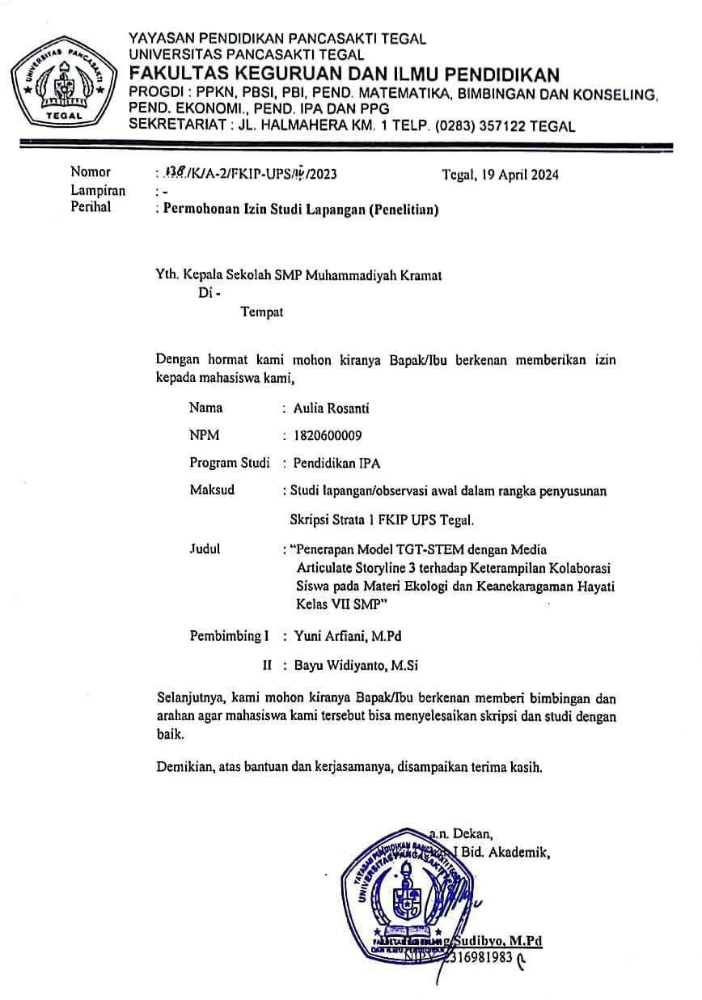 YAYASAN PENDIDIKAN PANCASAKTI TEGAL
UNIVERSITAS PANCASAKTI TEGAL
FAKULTAS KEGURUAN DAN ILMU PENDIDIKAN
PROGDI : PPKN, PBSI, PBI, PEND. MATEMATIKA, BIMBINGAN DAN KONSELING,
PEND. EKONOMI., PEND. IPA DAN PPG
SEKRETARIAT : JL. HALMAHERA KM. 1 TELP. (0283) 357122 TEGAL
UNIVERSITAS PANCASAKTI
TEGAL
Nomor : /K/A-2/FKIP-UPS/ /2023 Tegal, 19 April 2024
Lampiran : -
Perihal : Permohonan Izin Studi Lapangan (Penelitian)
Yth. Kepala Sekolah SMP Muhammadiyah Kramat
Di -
Tempat
Dengan hormat kami mohon kiranya Bapak/Ibu berkenan memberikan izin
kepada mahasiswa kami,
Nama : Aulia Rosanti
NPM : 1820600009
Program Studi : Pendidikan IPA
Maksud : Studi lapangan/observasi awal dalam rangka penyusunan
Skripsi Strata 1 FKIP UPS Tegal.
Judul : “Penerapan Model TGT-STEM dengan Media
Articulate Storyline 3 terhadap Keterampilan Kolaborasi
Siswa pada Materi Ekologi dan Keanekaragaman Hayati
Kelas VII SMP”
Pembimbing I : Yuni Arfiani, M.Pd
II : Bayu Widiyanto, M.Si
Selanjutnya, kami mohon kiranya Bapak/Ibu berkenan memberi bimbingan dan
arahan agar mahasiswa kami tersebut bisa menyelesaikan skripsi dan studi dengan
baik.
Demikian, atas bantuan dan kerjasamanya, disampaikan terima kasih.
a.n. Dekan,
I Bid. Akademik,
YAYASAN PENDIDIKAN PANCASAKTI TEGAL
UNIVERSITAS PANCASAKTI
TEGAL
Sudibyo, M.Pd
NIPY 316981983